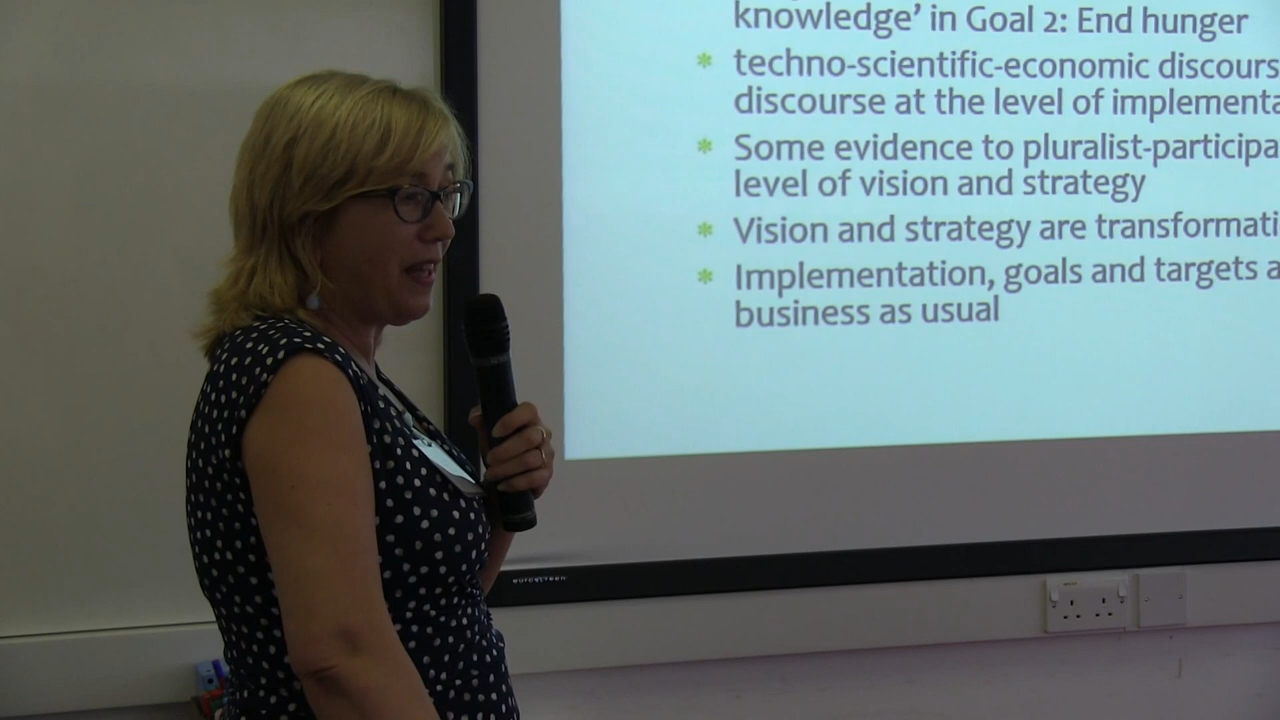 knowledge’ in Goal 2: End hunger
* techno-scientific-economic discours
discourse at the level of implementa
* Some evidence to pluralist-participa
level of vision and strategy
* Vision and strategy are transformati
* Implementation, goals and targets a
business as usual
euroscreen